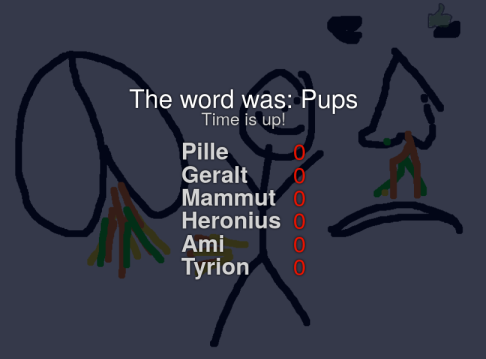 The word was: Pups
Time is up!
Pille 0
Geralt 0
Mammut 0
Heronius 0
Ami 0
Tyrion 0